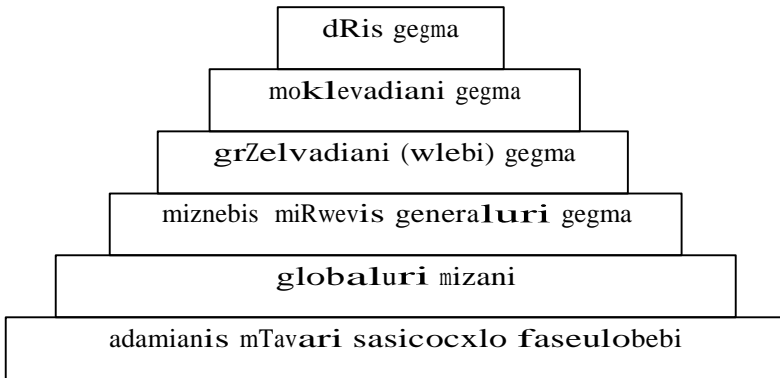 dRis gegma
moklevadiani gegma
grZelvadiani (wlebi) gegma
miznebis miRwevis generaluri gegma
globaluri mizani
adamianis mTavari sasicocxlo faseulobebi